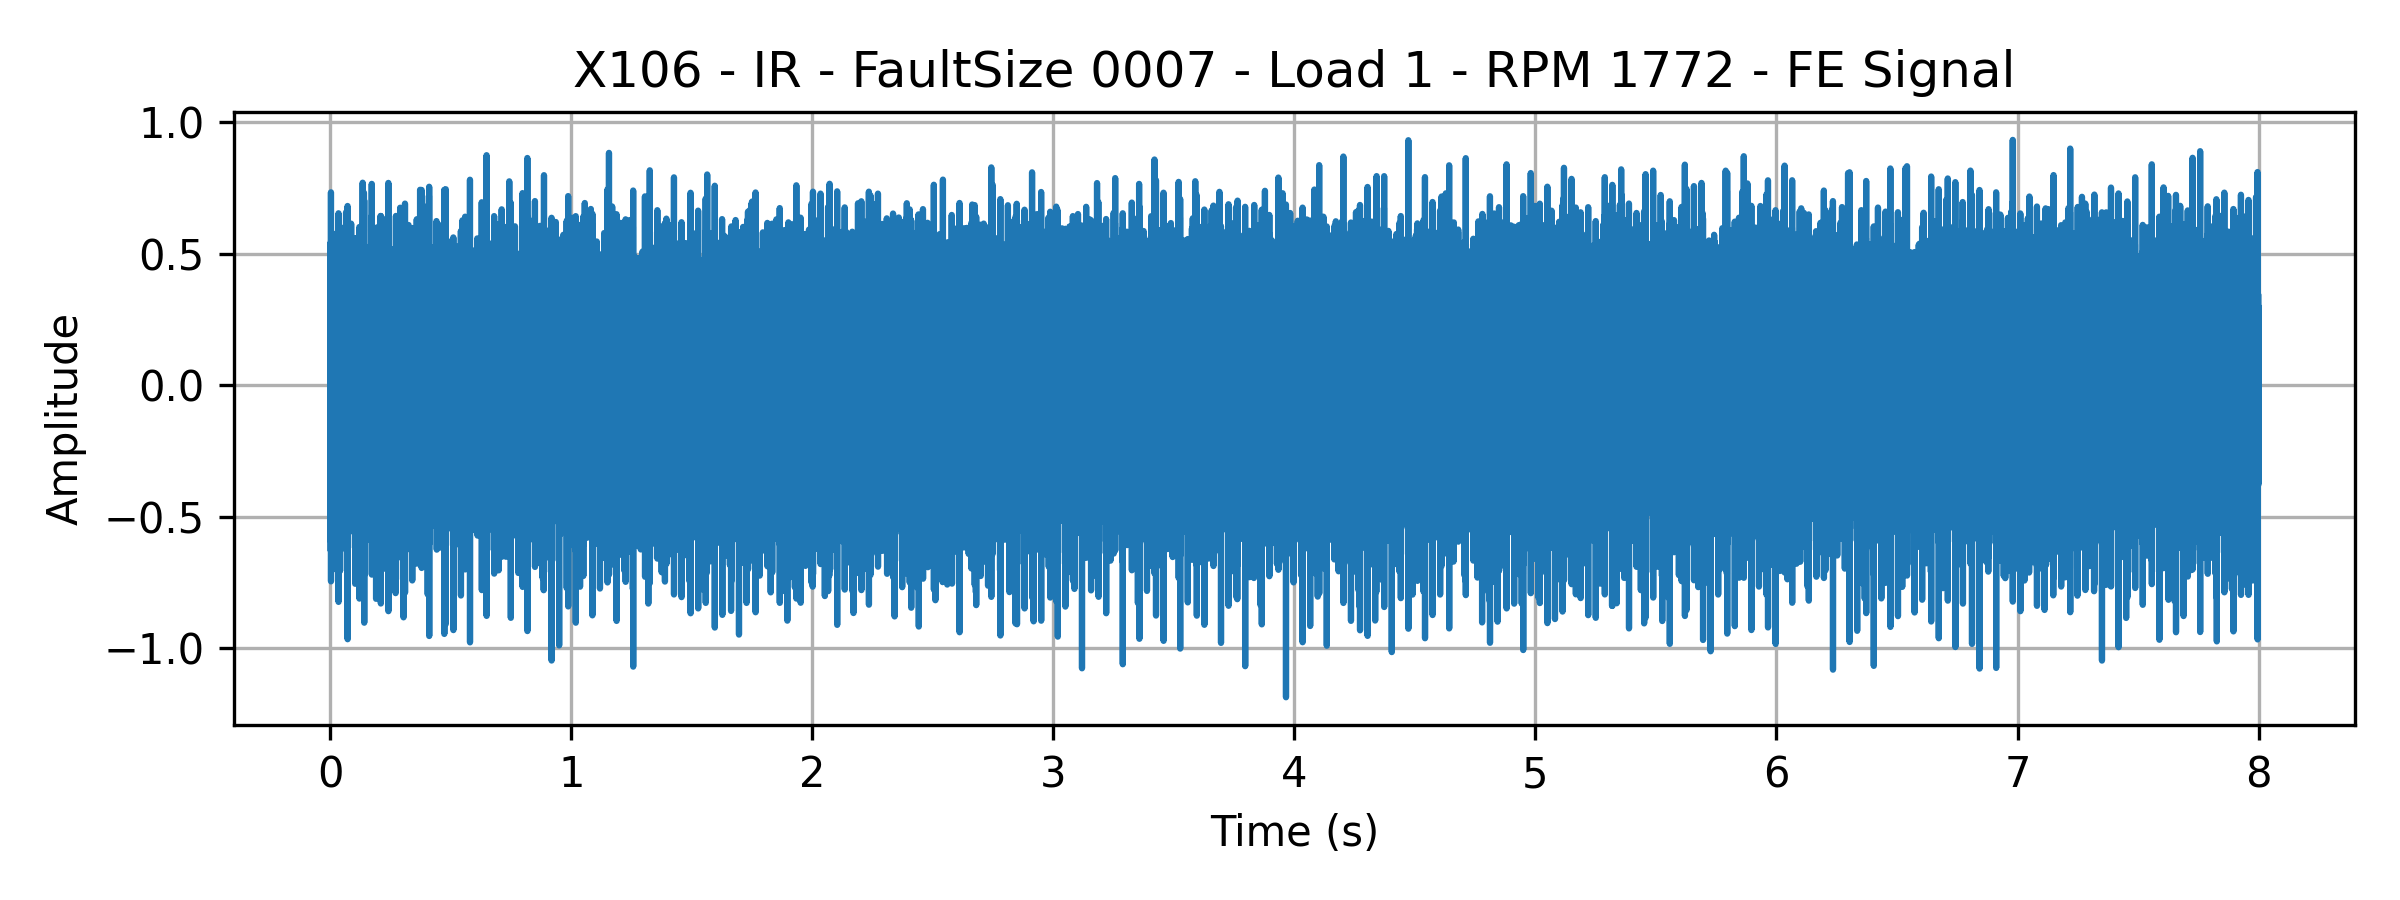 X106 - IR - FaultSize 0007 - Load 1 - RPM 1772 - FE Signal
1.0
0.5
0.0
−0.5
−1.0
Amplitude
0 1 2 3 4 5 6 7 8
Time (s)